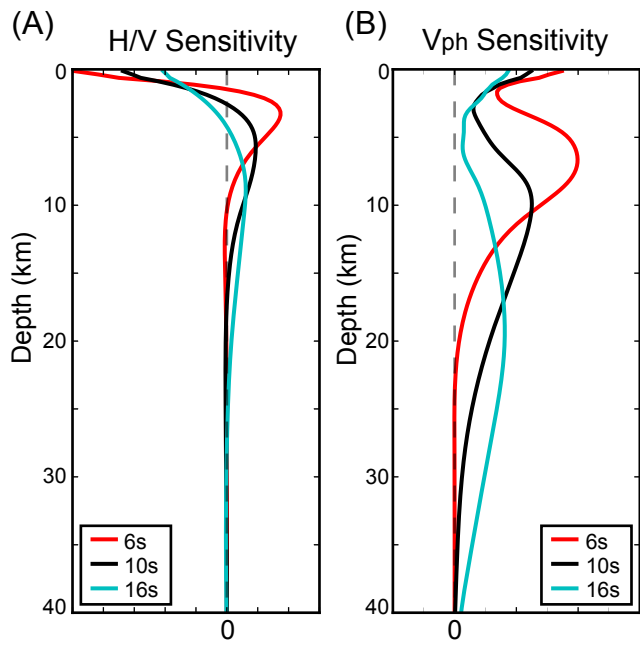 (A)
H/V Sensitivity
0
10
20
30
40
Depth (km)
6s
10s
16s
0
(B)
Vph Sensitivity
0
10
20
30
40
Depth (km)
6s
10s
16s
0